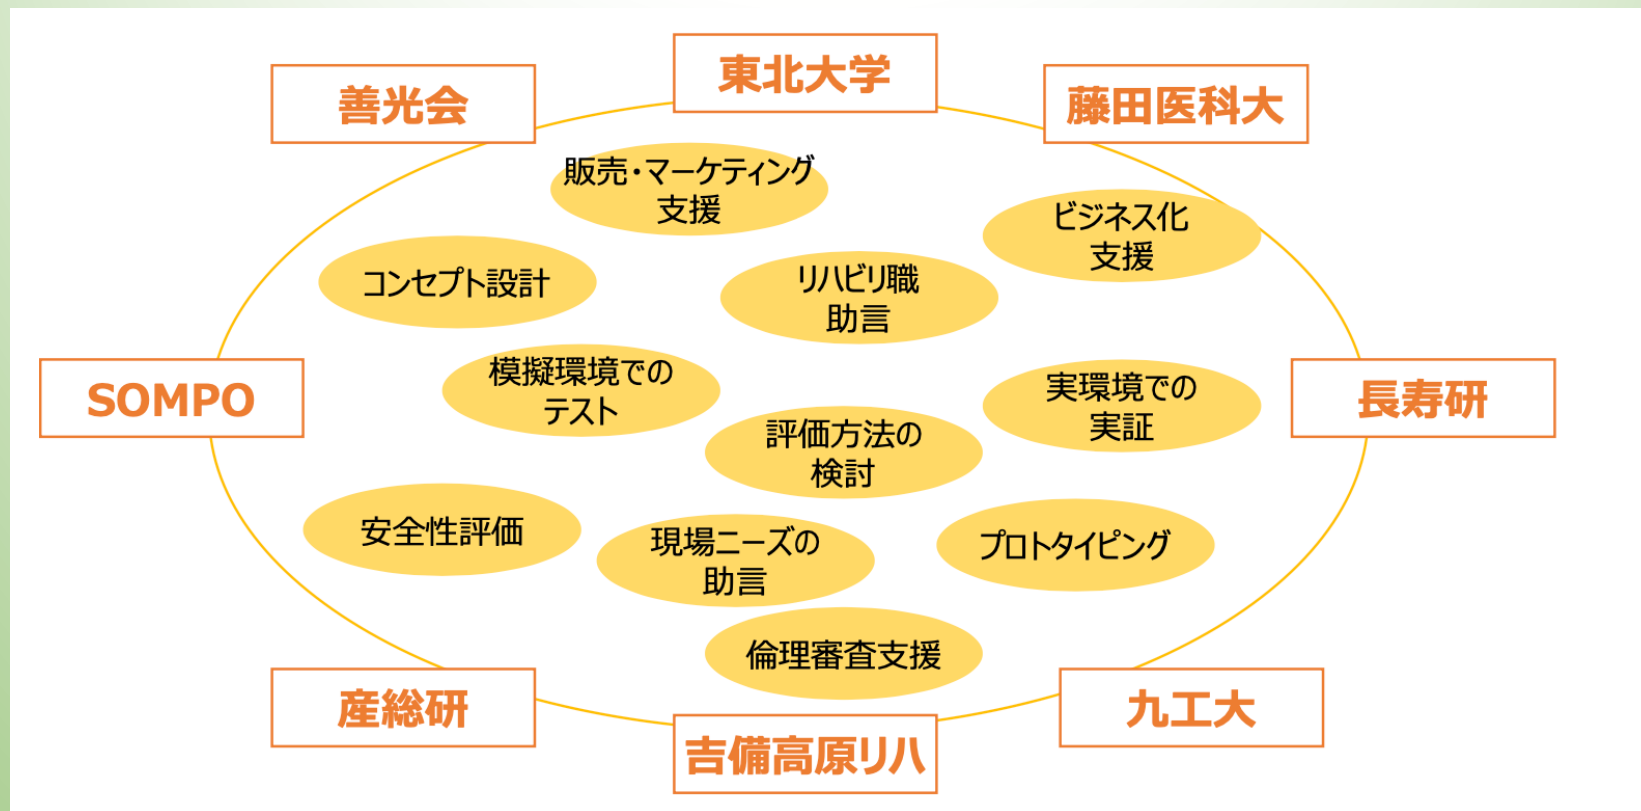 東北大学
善光会
藤田医科大
販売・マーケティング
支援
ビジネス化
支援
コンセプト設計
リハビリ職
助言
SOMPO
模擬環境での
テスト
実環境での
実証
長寿研
評価方法の
検討
安全性評価
現場ニーズの
助言
プロトタイピング
倫理審査支援
産総研
吉備高原リハ
九工大